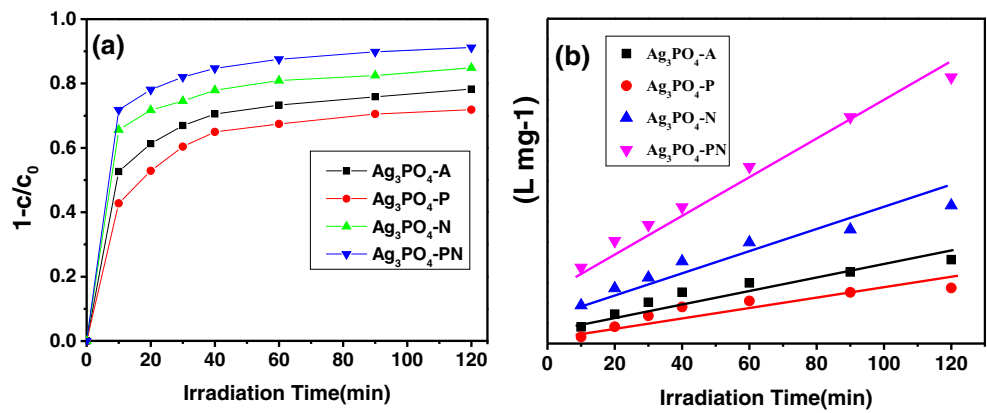 (a)
1.0
0.8
0.6
0.4
0.2
0.0
1-c/c₀
0 20 40 60 80 100 120
Irradiation Time(min)
Ag₃PO₄-A
Ag₃PO₄-P
Ag₃PO₄-N
Ag₃PO₄-PN
(b)
(L mg-1)
0 20 40 60 80 100 120
Irradiation Time(min)
Ag₃PO₄-A
Ag₃PO₄-P
Ag₃PO₄-N
Ag₃PO₄-PN